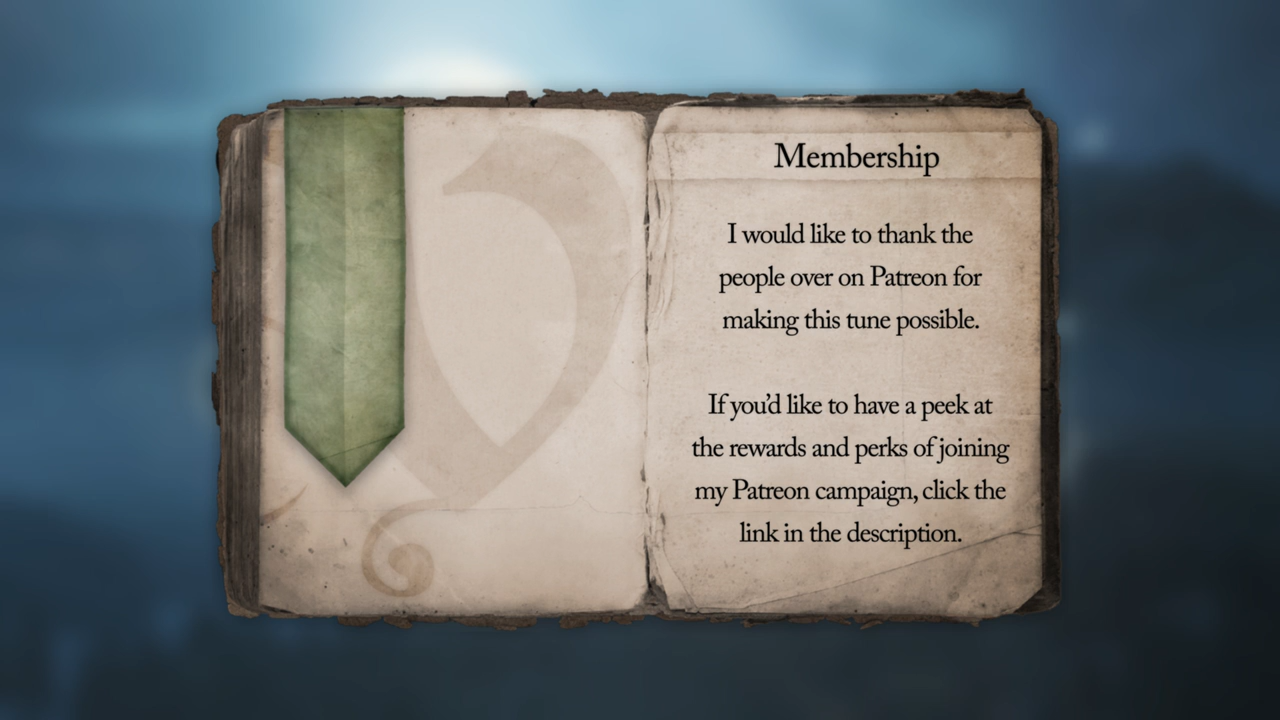 Membership
I would like to thank the
people over on Patreon for
making this tune possible.
If you’d like to have a peek at
the rewards and perks of joining
my Patreon campaign, click the
link in the description.